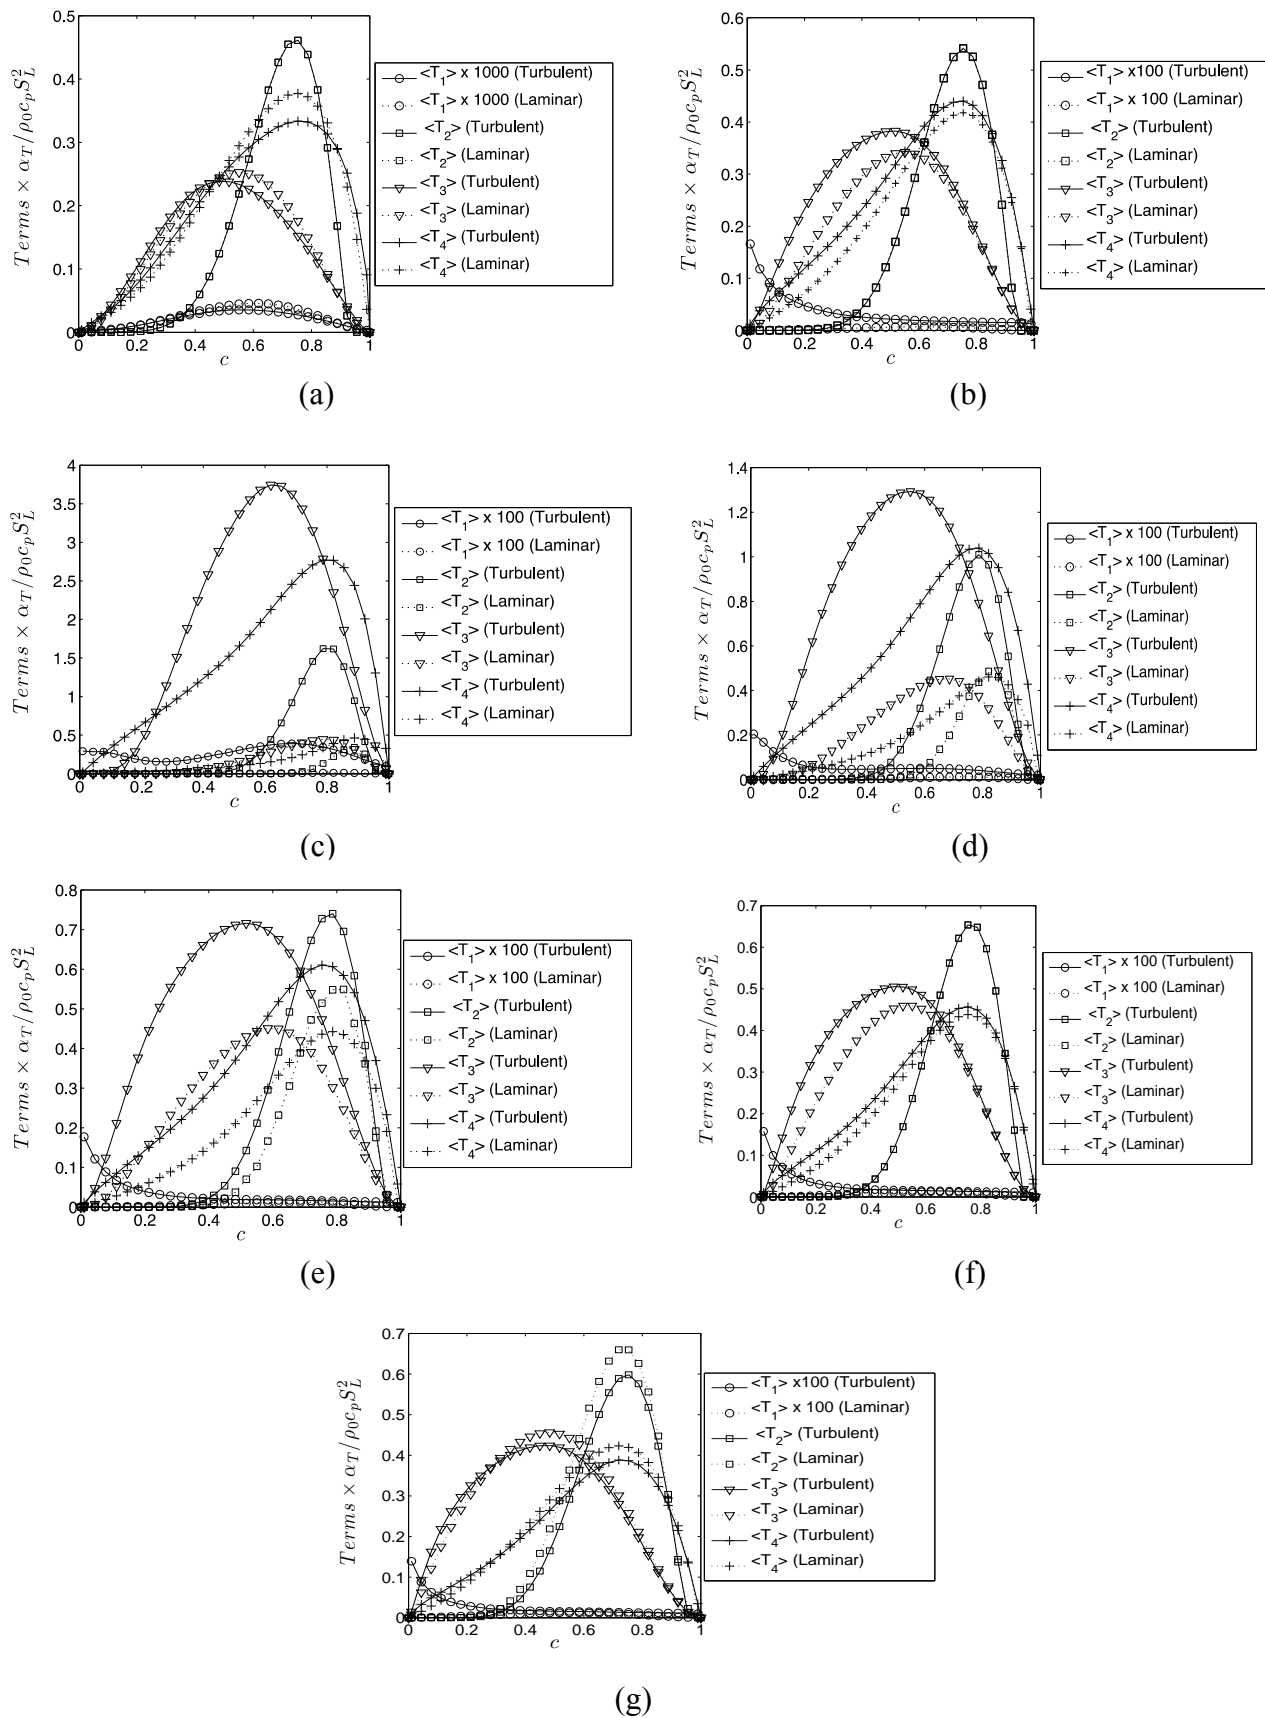 Terms × α_T/ρ_0c_pS_L^2
0.5
0.4
0.3
0.2
0.1
0
0 0.2 0.4 0.6 0.8 1
c
<T_1> x 1000 (Turbulent)
<T_1> x 1000 (Laminar)
<T_2> (Turbulent)
<T_2> (Laminar)
<T_3> (Turbulent)
<T_3> (Laminar)
<T_4> (Turbulent)
<T_4> (Laminar)
(a)
Terms × α_T/ρ_0c_pS_L^2
0.6
0.5
0.4
0.3
0.2
0.1
0
0 0.2 0.4 0.6 0.8 1
c
<T_1> x100 (Turbulent)
<T_1> x 100 (Laminar)
<T_2> (Turbulent)
<T_2> (Laminar)
<T_3> (Turbulent)
<T_3> (Laminar)
<T_4> (Turbulent)
<T_4> (Laminar)
(b)
Terms × α_T/ρ_0c_pS_L^2
4
3.5
3
2.5
2
1.5
1
0.5
0
0 0.2 0.4 0.6 0.8 1
c
<T_1> x 100 (Turbulent)
<T_1> x 100 (Laminar)
<T_2> (Turbulent)
<T_2> (Laminar)
<T_3> (Turbulent)
<T_3> (Laminar)
<T_4> (Turbulent)
<T_4> (Laminar)
(c)
Terms × α_T/ρ_0c_pS_L^2
1.4
1.2
1
0.8
0.6
0.4
0.2
0
0 0.2 0.4 0.6 0.8 1
c
<T_1> x 100 (Turbulent)
<T_1> x 100 (Laminar)
<T_2> (Turbulent)
<T_2> (Laminar)
<T_3> (Turbulent)
<T_3> (Laminar)
<T_4> (Turbulent)
<T_4> (Laminar)
(d)
Terms × α_T/ρ_0c_pS_L^2
0.8
0.7
0.6
0.5
0.4
0.3
0.2
0.1
0
0 0.2 0.4 0.6 0.8 1
c
<T_1> x 100 (Turbulent)
<T_1> x 100 (Laminar)
<T_2> (Turbulent)
<T_2> (Laminar)
<T_3> (Turbulent)
<T_3> (Laminar)
<T_4> (Turbulent)
<T_4> (Laminar)
(e)
Terms × α_T/ρ_0c_pS_L^2
0.7
0.6
0.5
0.4
0.3
0.2
0.1
0
0 0.2 0.4 0.6 0.8 1
c
<T_1> x 100 (Turbulent)
<T_1> x 100 (Laminar)
<T_2> (Turbulent)
<T_2> (Laminar)
<T_3> (Turbulent)
<T_3> (Laminar)
<T_4> (Turbulent)
<T_4> (Laminar)
(f)
Terms × α_T/ρ_0c_pS_L^2
0.7
0.6
0.5
0.4
0.3
0.2
0.1
0
0 0.2 0.4 0.6 0.8 1
c
<T_1> x100 (Turbulent)
<T_1> x 100 (Laminar)
<T_2> (Turbulent)
<T_2> (Laminar)
<T_3> (Turbulent)
<T_3> (Laminar)
<T_4> (Turbulent)
<T_4> (Laminar)
(g)